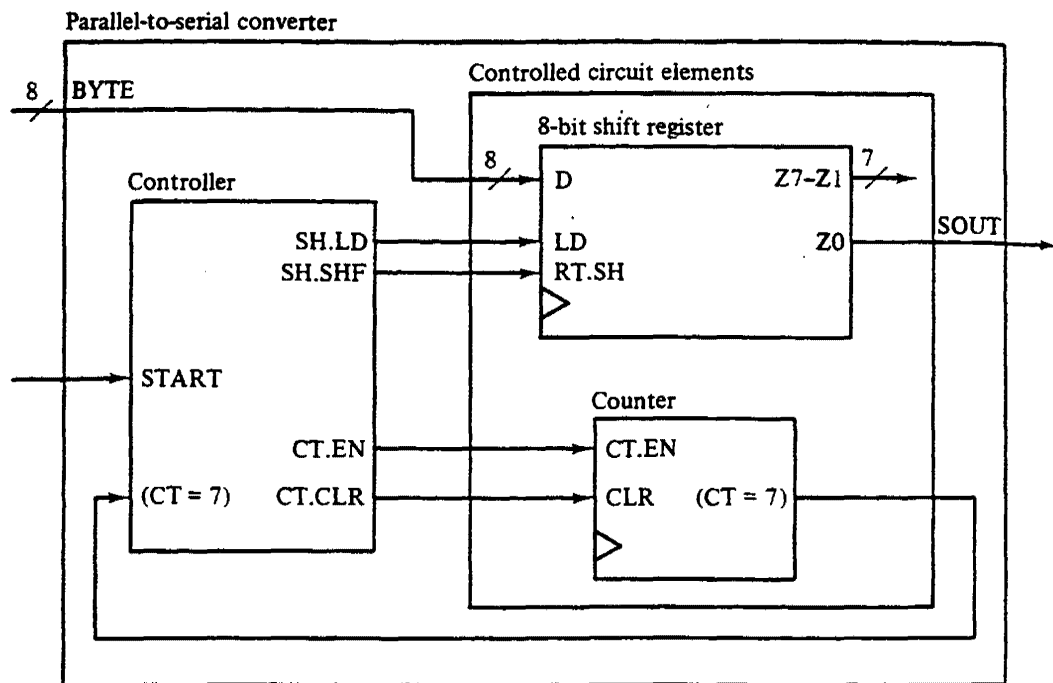 Parallel-to-serial converter
8 BYTE
Controlled circuit elements
8-bit shift register
8 D Z7–Z1 7
Controller
SH.LD LD Z0 SOUT
SH.SHF RT.SH
START
Counter
CT.EN CT.EN
(CT = 7) CT.CLR CLR (CT = 7)